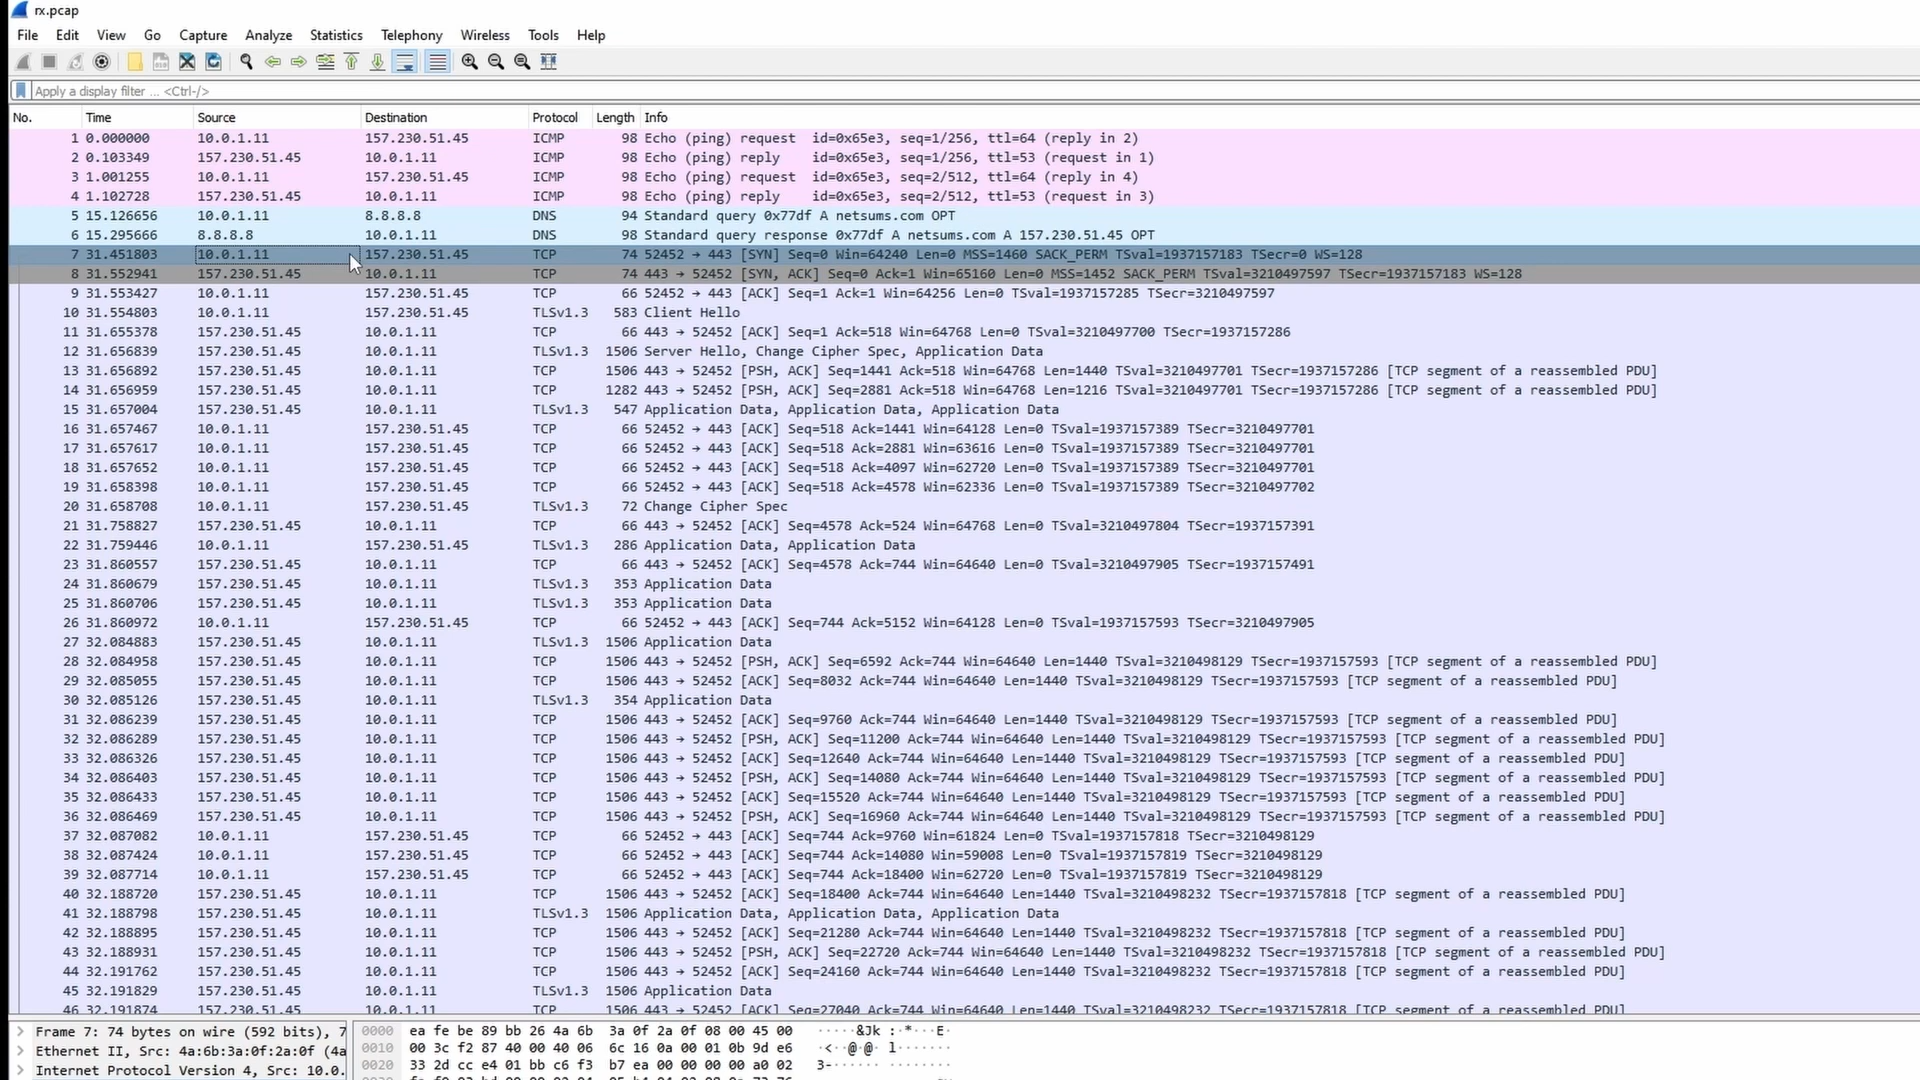 rx.pcap
File Edit View Go Capture Analyze Statistics Telephony Wireless Tools Help
Apply a display filter ... <Ctrl-/>
No. Time Source Destination Protocol Length Info
1 0.000000 10.0.1.11 157.230.51.45 ICMP 98 Echo (ping) request id=0x65e3, seq=1/256, ttl=64 (reply in 2)
2 0.103349 157.230.51.45 10.0.1.11 ICMP 98 Echo (ping) reply id=0x65e3, seq=1/256, ttl=53 (request in 1)
3 1.001255 10.0.1.11 157.230.51.45 ICMP 98 Echo (ping) request id=0x65e3, seq=2/512, ttl=64 (reply in 4)
4 1.102728 157.230.51.45 10.0.1.11 ICMP 98 Echo (ping) reply id=0x65e3, seq=2/512, ttl=53 (request in 3)
5 15.126656 10.0.1.11 8.8.8.8 DNS 94 Standard query 0x77df A netsums.com OPT
6 15.295666 8.8.8.8 10.0.1.11 DNS 98 Standard query response 0x77df A netsums.com A 157.230.51.45 OPT
7 31.451803 10.0.1.11 157.230.51.45 TCP 74 52452 → 443 [SYN] Seq=0 Win=64240 Len=0 MSS=1460 SACK_PERM TSval=1937157183 TSecr=0 WS=128
8 31.552941 157.230.51.45 10.0.1.11 TCP 74 443 → 52452 [SYN, ACK] Seq=0 Ack=1 Win=65160 Len=0 MSS=1452 SACK_PERM TSval=3210497597 TSecr=1937157183 WS=128
9 31.553427 10.0.1.11 157.230.51.45 TCP 66 52452 → 443 [ACK] Seq=1 Ack=1 Win=64256 Len=0 TSval=1937157285 TSecr=3210497597
10 31.554803 10.0.1.11 157.230.51.45 TLSv1.3 583 Client Hello
11 31.655378 157.230.51.45 10.0.1.11 TCP 66 443 → 52452 [ACK] Seq=1 Ack=518 Win=64768 Len=0 TSval=3210497700 TSecr=1937157286
12 31.656839 157.230.51.45 10.0.1.11 TLSv1.3 1506 Server Hello, Change Cipher Spec, Application Data
13 31.656892 157.230.51.45 10.0.1.11 TCP 1506 443 → 52452 [PSH, ACK] Seq=1441 Ack=518 Win=64768 Len=1440 TSval=3210497701 TSecr=1937157286 [TCP segment of a reassembled PDU]
14 31.656959 157.230.51.45 10.0.1.11 TCP 1282 443 → 52452 [PSH, ACK] Seq=2881 Ack=518 Win=64768 Len=1216 TSval=3210497701 TSecr=1937157286 [TCP segment of a reassembled PDU]
15 31.657004 157.230.51.45 10.0.1.11 TLSv1.3 547 Application Data, Application Data, Application Data
16 31.657467 10.0.1.11 157.230.51.45 TCP 66 52452 → 443 [ACK] Seq=518 Ack=1441 Win=64128 Len=0 TSval=1937157389 TSecr=3210497701
17 31.657617 10.0.1.11 157.230.51.45 TCP 66 52452 → 443 [ACK] Seq=518 Ack=2881 Win=63616 Len=0 TSval=1937157389 TSecr=3210497701
18 31.657652 10.0.1.11 157.230.51.45 TCP 66 52452 → 443 [ACK] Seq=518 Ack=4097 Win=62720 Len=0 TSval=1937157389 TSecr=3210497701
19 31.658398 10.0.1.11 157.230.51.45 TCP 66 52452 → 443 [ACK] Seq=518 Ack=4578 Win=62336 Len=0 TSval=1937157389 TSecr=3210497702
20 31.658708 10.0.1.11 157.230.51.45 TLSv1.3 72 Change Cipher Spec
21 31.758827 157.230.51.45 10.0.1.11 TCP 66 443 → 52452 [ACK] Seq=4578 Ack=524 Win=64768 Len=0 TSval=3210497804 TSecr=1937157391
22 31.759446 10.0.1.11 157.230.51.45 TLSv1.3 286 Application Data, Application Data
23 31.860557 157.230.51.45 10.0.1.11 TCP 66 443 → 52452 [ACK] Seq=4578 Ack=744 Win=64640 Len=0 TSval=3210497905 TSecr=1937157491
24 31.860679 157.230.51.45 10.0.1.11 TLSv1.3 353 Application Data
25 31.860706 157.230.51.45 10.0.1.11 TLSv1.3 353 Application Data
26 31.860972 10.0.1.11 157.230.51.45 TCP 66 52452 → 443 [ACK] Seq=744 Ack=5152 Win=64128 Len=0 TSval=1937157593 TSecr=3210497905
27 32.084883 157.230.51.45 10.0.1.11 TLSv1.3 1506 Application Data
28 32.084958 157.230.51.45 10.0.1.11 TCP 1506 443 → 52452 [PSH, ACK] Seq=6592 Ack=744 Win=64640 Len=1440 TSval=3210498129 TSecr=1937157593 [TCP segment of a reassembled PDU]
29 32.085055 157.230.51.45 10.0.1.11 TCP 1506 443 → 52452 [ACK] Seq=8032 Ack=744 Win=64640 Len=1440 TSval=3210498129 TSecr=1937157593 [TCP segment of a reassembled PDU]
30 32.085126 157.230.51.45 10.0.1.11 TLSv1.3 354 Application Data
31 32.086239 157.230.51.45 10.0.1.11 TCP 1506 443 → 52452 [ACK] Seq=9760 Ack=744 Win=64640 Len=1440 TSval=3210498129 TSecr=1937157593 [TCP segment of a reassembled PDU]
32 32.086289 157.230.51.45 10.0.1.11 TCP 1506 443 → 52452 [PSH, ACK] Seq=11200 Ack=744 Win=64640 Len=1440 TSval=3210498129 TSecr=1937157593 [TCP segment of a reassembled PDU]
33 32.086326 157.230.51.45 10.0.1.11 TCP 1506 443 → 52452 [ACK] Seq=12640 Ack=744 Win=64640 Len=1440 TSval=3210498129 TSecr=1937157593 [TCP segment of a reassembled PDU]
34 32.086403 157.230.51.45 10.0.1.11 TCP 1506 443 → 52452 [PSH, ACK] Seq=14080 Ack=744 Win=64640 Len=1440 TSval=3210498129 TSecr=1937157593 [TCP segment of a reassembled PDU]
35 32.086433 157.230.51.45 10.0.1.11 TCP 1506 443 → 52452 [ACK] Seq=15520 Ack=744 Win=64640 Len=1440 TSval=3210498129 TSecr=1937157593 [TCP segment of a reassembled PDU]
36 32.086469 157.230.51.45 10.0.1.11 TCP 1506 443 → 52452 [PSH, ACK] Seq=16960 Ack=744 Win=64640 Len=1440 TSval=3210498129 TSecr=1937157593 [TCP segment of a reassembled PDU]
37 32.087082 10.0.1.11 157.230.51.45 TCP 66 52452 → 443 [ACK] Seq=744 Ack=9760 Win=61824 Len=0 TSval=1937157818 TSecr=3210498129
38 32.087424 10.0.1.11 157.230.51.45 TCP 66 52452 → 443 [ACK] Seq=744 Ack=14080 Win=59008 Len=0 TSval=1937157819 TSecr=3210498129
39 32.087714 10.0.1.11 157.230.51.45 TCP 66 52452 → 443 [ACK] Seq=744 Ack=18400 Win=62720 Len=0 TSval=1937157819 TSecr=3210498129
40 32.188720 157.230.51.45 10.0.1.11 TCP 1506 443 → 52452 [ACK] Seq=18400 Ack=744 Win=64640 Len=1440 TSval=3210498232 TSecr=1937157818 [TCP segment of a reassembled PDU]
41 32.188798 157.230.51.45 10.0.1.11 TLSv1.3 1506 Application Data, Application Data, Application Data
42 32.188895 157.230.51.45 10.0.1.11 TCP 1506 443 → 52452 [ACK] Seq=21280 Ack=744 Win=64640 Len=1440 TSval=3210498232 TSecr=1937157818 [TCP segment of a reassembled PDU]
43 32.188931 157.230.51.45 10.0.1.11 TCP 1506 443 → 52452 [PSH, ACK] Seq=22720 Ack=744 Win=64640 Len=1440 TSval=3210498232 TSecr=1937157818 [TCP segment of a reassembled PDU]
44 32.191762 157.230.51.45 10.0.1.11 TCP 1506 443 → 52452 [ACK] Seq=24160 Ack=744 Win=64640 Len=1440 TSval=3210498232 TSecr=1937157818 [TCP segment of a reassembled PDU]
45 32.191829 157.230.51.45 10.0.1.11 TLSv1.3 1506 Application Data
46 32.191874 157.230.51.45 10.0.1.11 TCP 1506 443 → 52452 [ACK] Seq=27040 Ack=744 Win=64640 Len=1440 TSval=3210498232 TSecr=1937157818 [TCP segment of a reassembled PDU]
Frame 7: 74 bytes on wire (592 bits), 7
Ethernet II, Src: 4a:6b:3a:0f:2a:0f (4a
Internet Protocol Version 4, Src: 10.0.
0000 ea fe be 89 bb 26 4a 6b 3a 0f 2a 0f 08 00 45 00 ·····&Jk :·*···E·
0010 00 3c f2 87 40 00 40 06 6c 16 0a 00 01 0b 9d e6 ·<··@·@· l·······
0020 33 2d cc e4 01 bb c6 f3 b7 ea 00 00 00 00 a0 02 3-······ ········